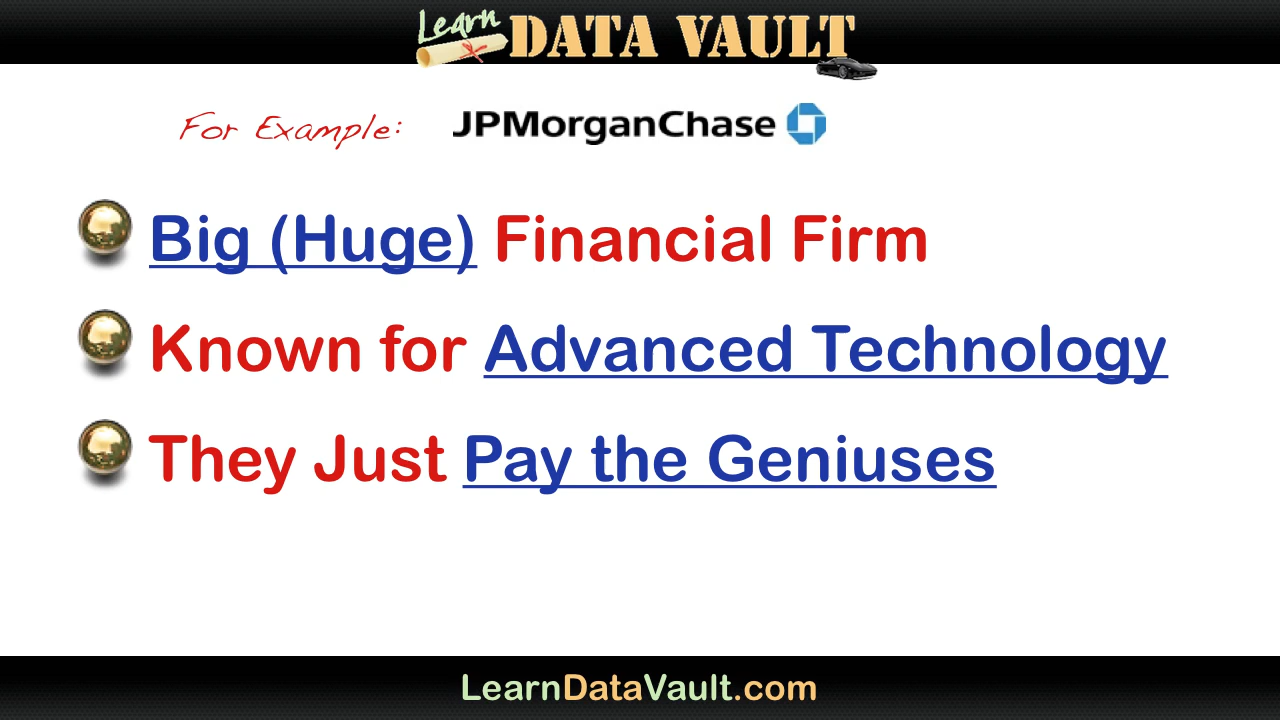 Learn DATA VAULT
For Example: JPMorganChase
Big (Huge) Financial Firm
Known for Advanced Technology
They Just Pay the Geniuses
LearnDataVault.com